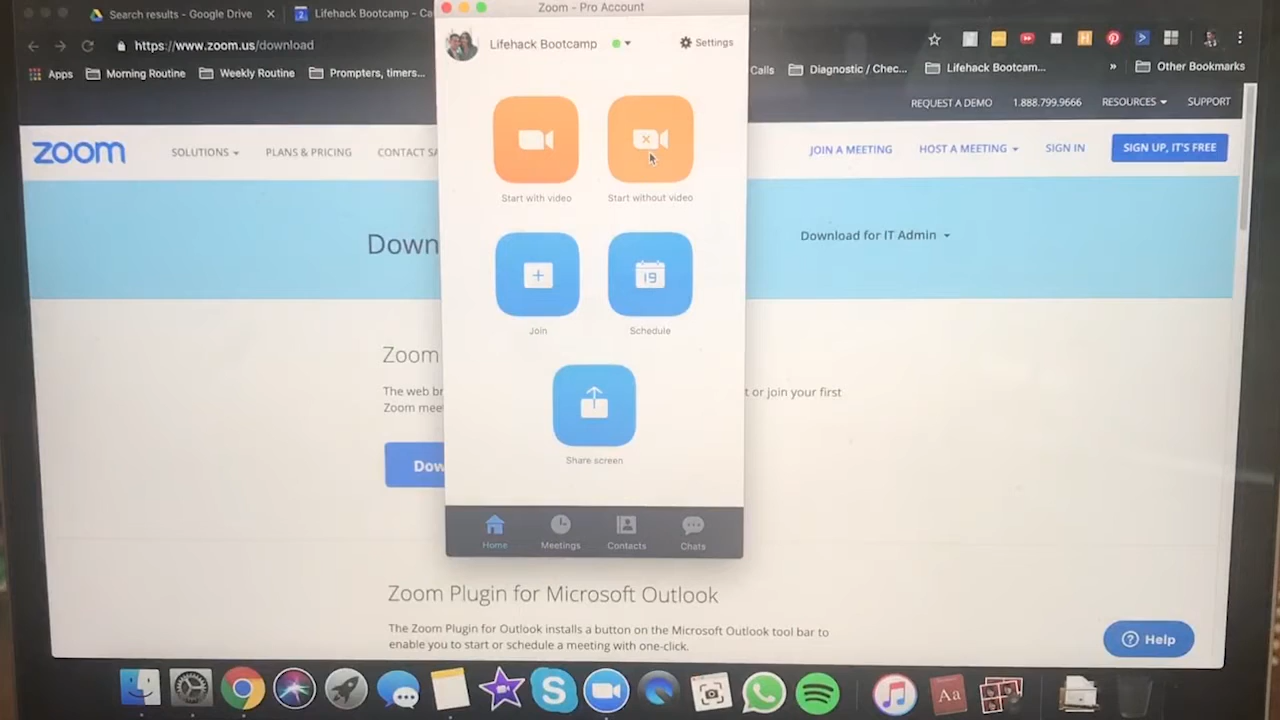 Search results - Google Drive
Lifehack Bootcamp - Ca
Zoom - Pro Account
https://www.zoom.us/download
Lifehack Bootcamp
Settings
Apps
Morning Routine
Weekly Routine
Prompters, timers...
Calls
Diagnostic / Chec...
Lifehack Bootcam...
»
Other Bookmarks
REQUEST A DEMO
1.888.799.9666
RESOURCES
SUPPORT
zoom
SOLUTIONS
PLANS & PRICING
CONTACT SA
JOIN A MEETING
HOST A MEETING
SIGN IN
SIGN UP, IT'S FREE
Start with video
Start without video
Down
Download for IT Admin
19
Join
Schedule
Zoom
The web br
t or join your first
Zoom mee
Dow
Share screen
Home
Meetings
Contacts
Chats
Zoom Plugin for Microsoft Outlook
The Zoom Plugin for Outlook installs a button on the Microsoft Outlook tool bar to
enable you to start or schedule a meeting with one-click.
Help
Aa